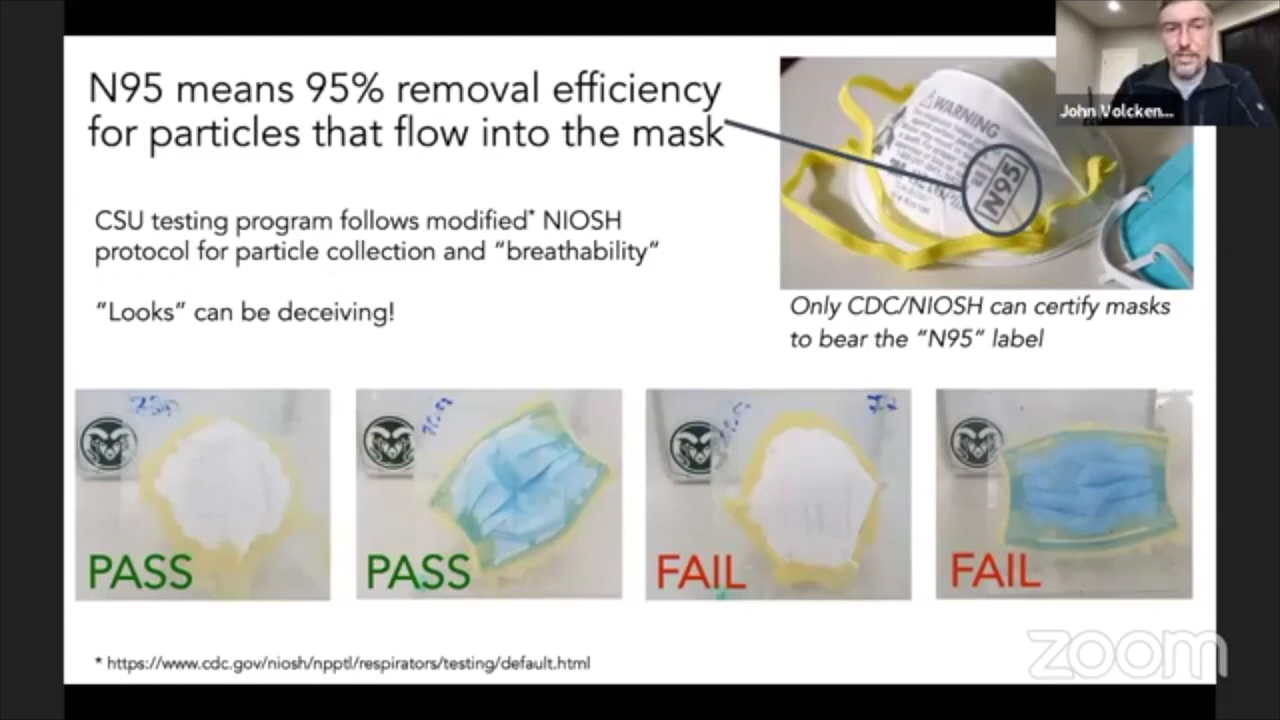 N95 means 95% removal efficiency
for particles that flow into the mask
CSU testing program follows modified* NIOSH
protocol for particle collection and “breathability”
“Looks” can be deceiving!
WARNING
N95
John Volcken...
Only CDC/NIOSH can certify masks
to bear the “N95” label
PASS
PASS
FAIL
FAIL
* https://www.cdc.gov/niosh/npptl/respirators/testing/default.html
zoom